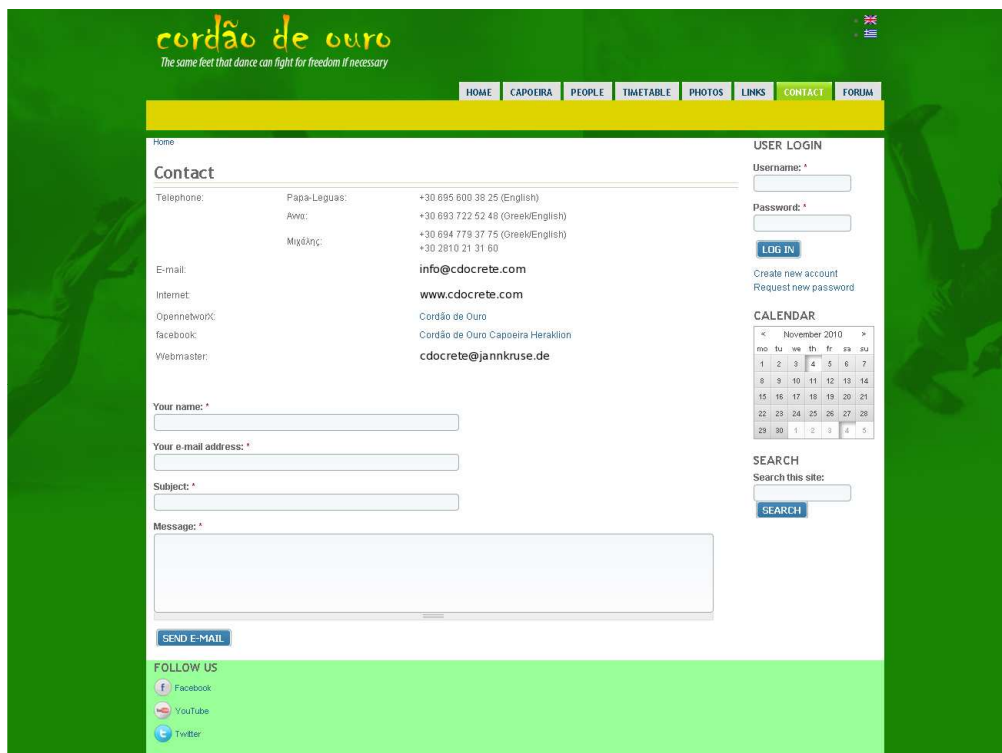 cordão de ouro
The same feet that dance can fight for freedom if necessary
HOME CAPOEIRA PEOPLE TIMETABLE PHOTOS LINKS CONTACT FORUM
Home
Contact
Telephone: Papa-Leguas: +30 695 600 38 25 (English)
Αννα: +30 693 722 52 48 (Greek/English)
Μιχάλης: +30 694 779 37 75 (Greek/English)
+30 2810 21 31 60
E-mail: info@cdocrete.com
Internet: www.cdocrete.com
OpennetworX: Cordão de Ouro
facebook: Cordão de Ouro Capoeira Heraklion
Webmaster: cdocrete@jannkruse.de
Your name: *
Your e-mail address: *
Subject: *
Message: *
SEND E-MAIL
USER LOGIN
Username: *
Password: *
LOG IN
Create new account
Request new password
CALENDAR
< November 2010 >
mo tu we th fr sa su
1 2 3 4 5 6 7
8 9 10 11 12 13 14
15 16 17 18 19 20 21
22 23 24 25 26 27 28
29 30 1 2 3 4 5
SEARCH
Search this site:
SEARCH
FOLLOW US
f Facebook
YouTube
t Twitter